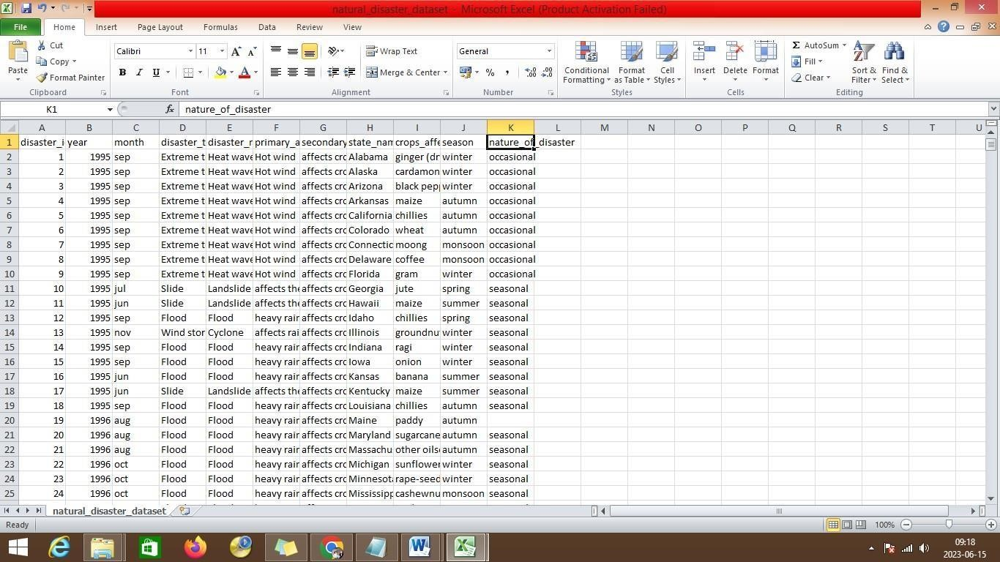 natural_disaster_dataset - Microsoft Excel (Product Activation Failed)
File Home Insert Page Layout Formulas Data Review View
Cut
Copy
Format Painter
Paste
Calibri 11
B I U
Wrap Text
Merge & Center
General
% ,
Conditional Formatting
Format as Table
Cell Styles
Insert Delete Format
AutoSum
Fill
Clear
Sort & Filter
Find & Select
Clipboard Font Alignment Number Styles Cells Editing
K1 fx nature_of_disaster
A B C D E F G H I J K L M N O P Q R S T U
1 disaster_i year month disaster_t disaster_r primary_a secondary state_nam crops_affe season nature_of_disaster
2 1 1995 sep Extreme t Heat wave Hot wind affects cro Alabama ginger (dr winter occasional
3 2 1995 sep Extreme t Heat wave Hot wind affects cro Alaska cardamon winter occasional
4 3 1995 sep Extreme t Heat wave Hot wind affects cro Arizona black pepp winter occasional
5 4 1995 sep Extreme t Heat wave Hot wind affects cro Arkansas maize autumn occasional
6 5 1995 sep Extreme t Heat wave Hot wind affects cro California chillies autumn occasional
7 6 1995 sep Extreme t Heat wave Hot wind affects cro Colorado wheat autumn occasional
8 7 1995 sep Extreme t Heat wave Hot wind affects cro Connectic moong monsoon occasional
9 8 1995 sep Extreme t Heat wave Hot wind affects cro Delaware coffee monsoon occasional
10 9 1995 sep Extreme t Heat wave Hot wind affects cro Florida gram winter occasional
11 10 1995 jul Slide Landslide affects the affects cro Georgia jute spring seasonal
12 11 1995 jun Slide Landslide affects the affects cro Hawaii maize summer seasonal
13 12 1995 sep Flood Flood heavy rain affects cro Idaho chillies spring seasonal
14 13 1995 nov Wind stor Cyclone affects rai affects cro Illinois groundnu winter seasonal
15 14 1995 sep Flood Flood heavy rain affects cro Indiana ragi winter seasonal
16 15 1995 sep Flood Flood heavy rain affects cro Iowa onion winter seasonal
17 16 1995 jun Flood Flood heavy rain affects cro Kansas banana summer seasonal
18 17 1995 jun Slide Landslide affects the affects cro Kentucky maize summer seasonal
19 18 1995 sep Flood Flood heavy rain affects cro Louisiana chillies autumn seasonal
20 19 1996 aug Flood Flood heavy rain affects cro Maine paddy autumn
21 20 1996 aug Flood Flood heavy rain affects cro Maryland sugarcane autumn seasonal
22 21 1996 aug Flood Flood heavy rain affects cro Massachu other oilse autumn seasonal
23 22 1996 oct Flood Flood heavy rain affects cro Michigan sunflower winter seasonal
24 23 1996 oct Flood Flood heavy rain affects cro Minnesota rape-seed winter seasonal
25 24 1996 oct Flood Flood heavy rain affects cro Mississipp cashewnu monsoon seasonal
natural_disaster_dataset
Ready 100%
09:18
2023-06-15